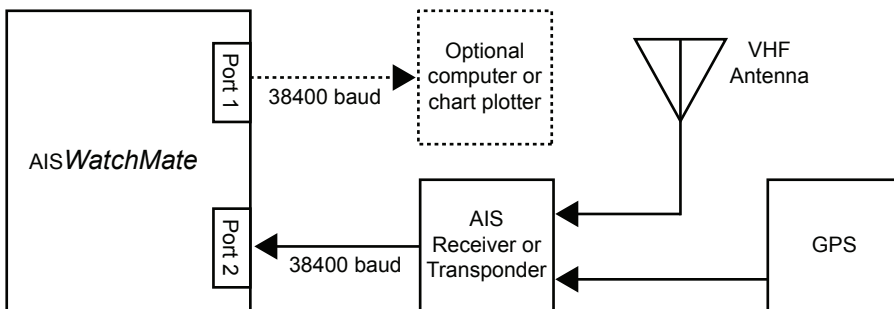 AISWatchMate
Port 1
38400 baud
Optional
computer or
chart plotter
VHF
Antenna
Port 2
38400 baud
AIS
Receiver or
Transponder
GPS